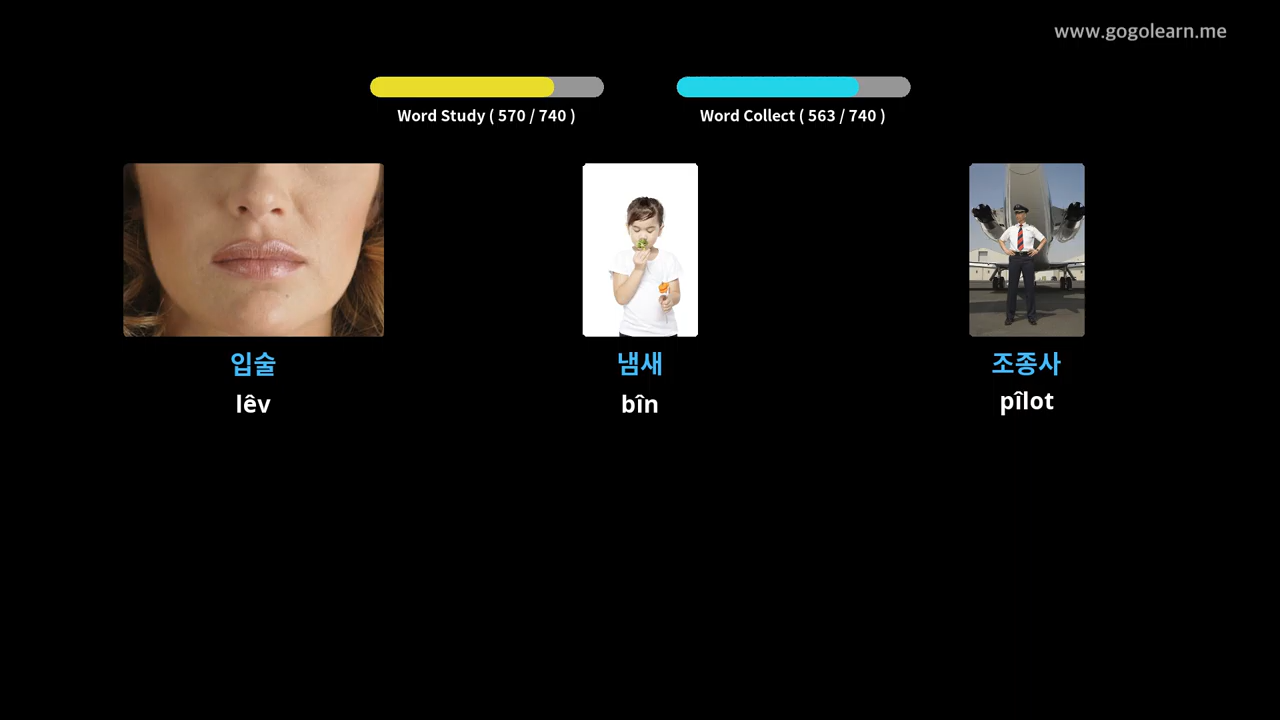 www.gogolearn.me
Word Study ( 570 / 740 )
Word Collect ( 563 / 740 )
입술
냄새
조종사
lêv
bîn
pîlot